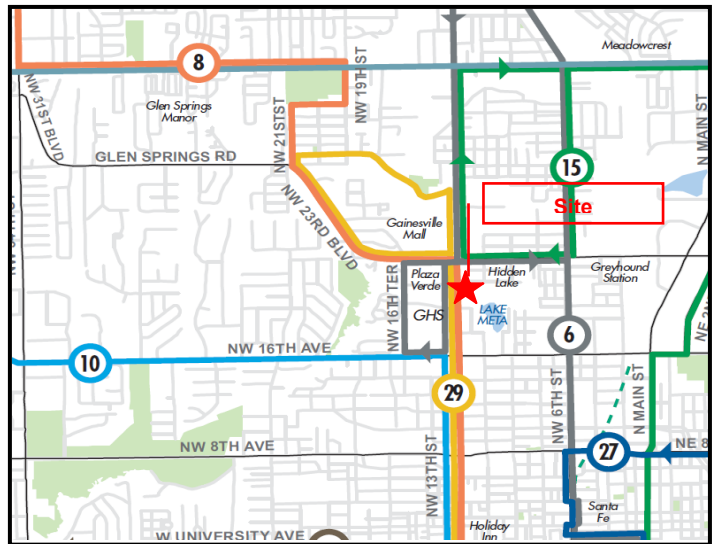 Meadowcrest
8
NW 19TH ST
Glen Springs
Manor
NW 31ST BLVD
NW 21ST ST
N MAIN ST
GLEN SPRINGS RD
15
NW 23RD BLVD
Site
Gainesville
Mall
Plaza
Verde
Hidden
Lake
Greyhound
Station
NW 16TH TER
GHS
LAKE
META
6
NW 16TH AVE
10
29
NW 6TH ST
N MAIN ST
NW 13TH ST
NW 8TH AVE
27
NE 8
Santa
Fe
W UNIVERSITY AVE
Holiday
Inn